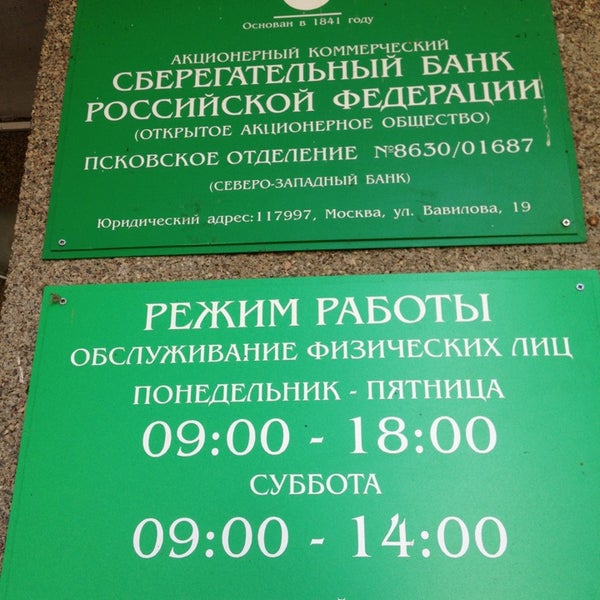 Основан в 1841 году
АКЦИОНЕРНЫЙ КОММЕРЧЕСКИЙ
СБЕРЕГАТЕЛЬНЫЙ БАНК
РОССИЙСКОЙ ФЕДЕРАЦИИ
(ОТКРЫТОЕ АКЦИОНЕРНОЕ ОБЩЕСТВО)
ПСКОВСКОЕ ОТДЕЛЕНИЕ №8630/01687
(СЕВЕРО-ЗАПАДНЫЙ БАНК)
Юридический адрес:117997, Москва, ул. Вавилова, 19
РЕЖИМ РАБОТЫ
ОБСЛУЖИВАНИЕ ФИЗИЧЕСКИХ ЛИЦ
ПОНЕДЕЛЬНИК - ПЯТНИЦА
09:00 - 18:00
СУББОТА
09:00 - 14:00